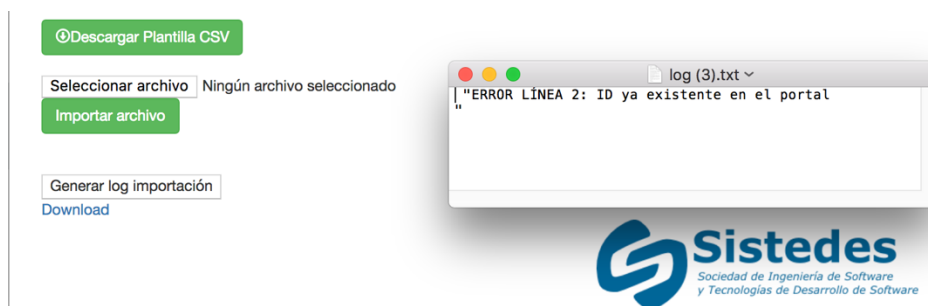 Descargar Plantilla CSV
Seleccionar archivo Ningún archivo seleccionado
Importar archivo
Generar log importación
Download
log (3).txt
"ERROR LÍNEA 2: ID ya existente en el portal
"
Sistedes
Sociedad de Ingeniería de Software
y Tecnologías de Desarrollo de Software